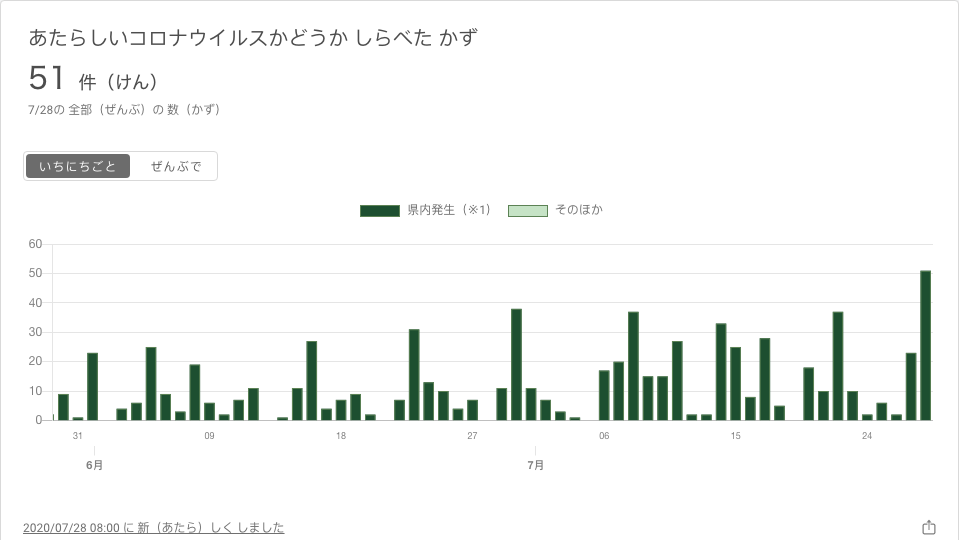 あたらしいコロナウイルスかどうか しらべた かず
51 件（けん）
7/28の 全部（ぜんぶ）の 数（かず）
いちにちごと ぜんぶで
県内発生（※1） そのほか
60
50
40
30
20
10
0
31 09 18 27 06 15 24
6月 7月
2020/07/28 08:00 に 新（あたら）しく しました